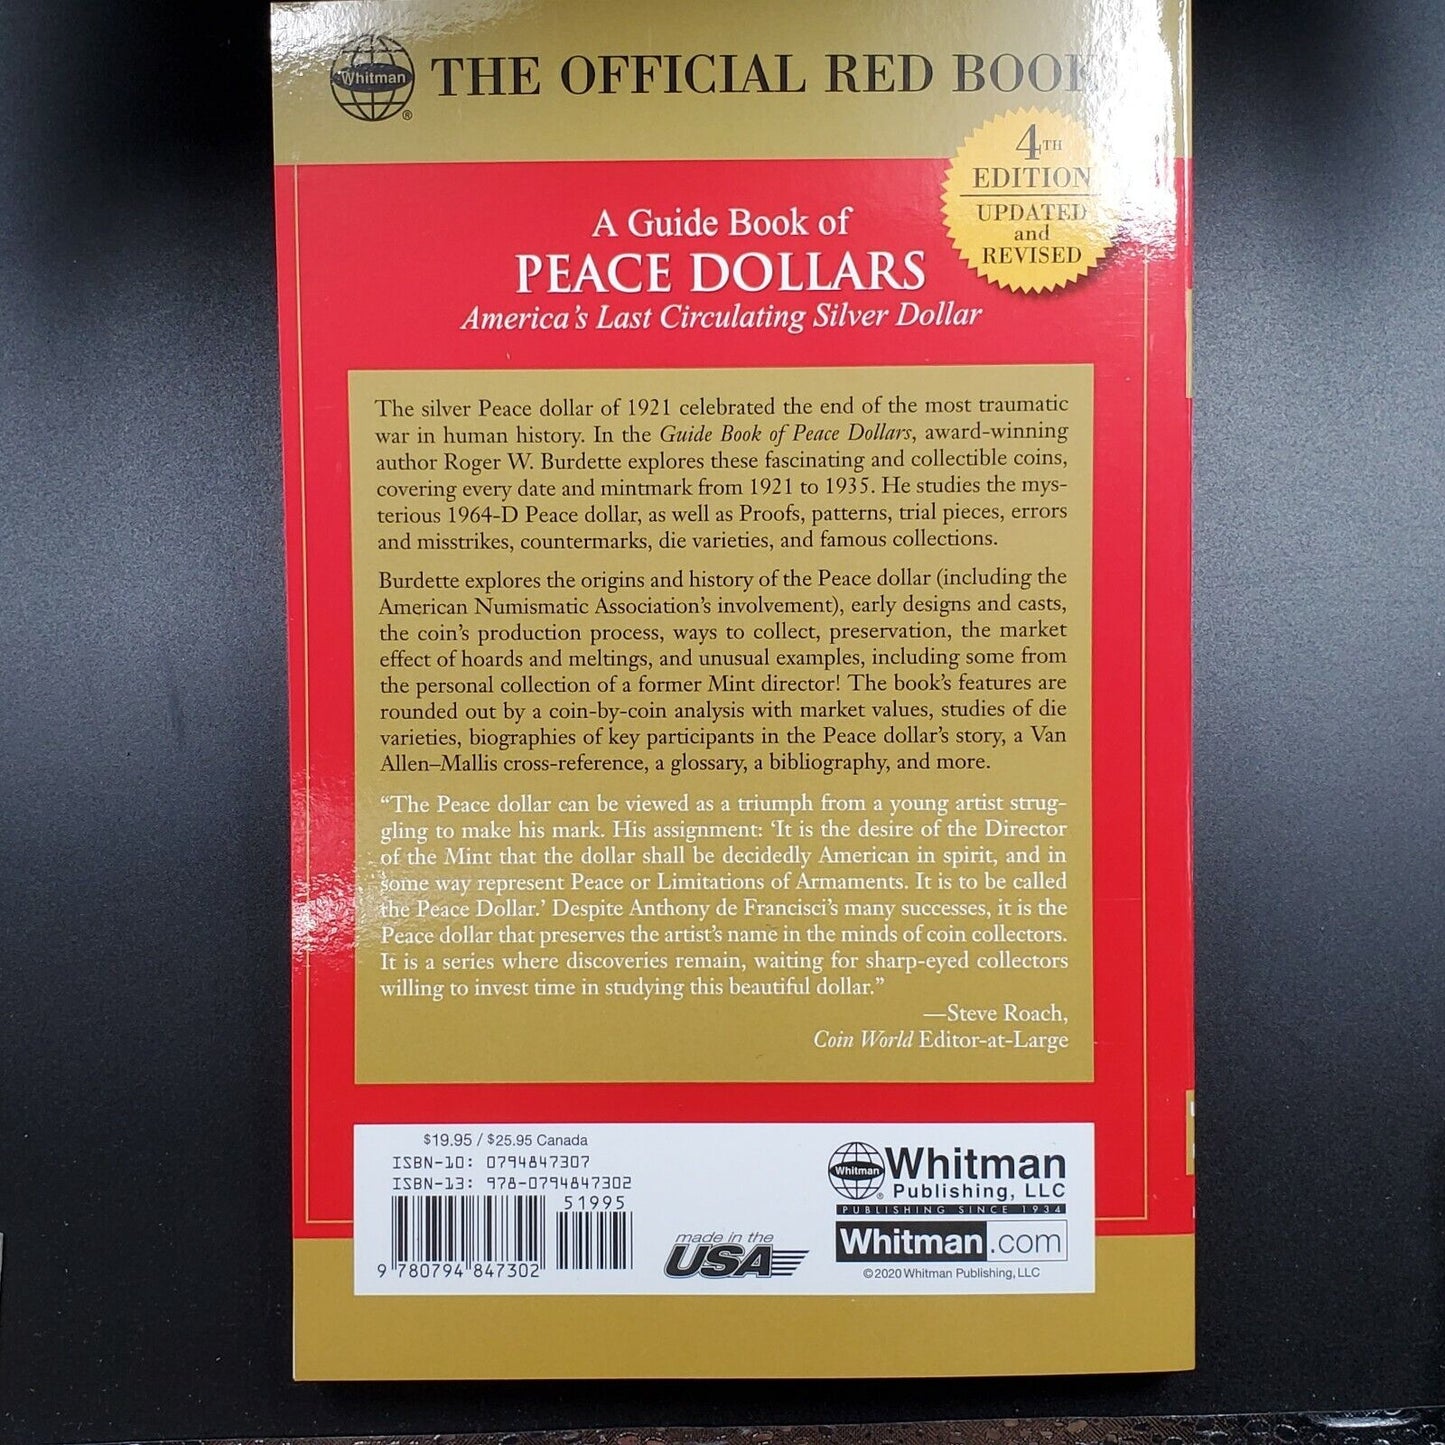 Whitman
®
THE OFFICIAL RED BOOK
4TH
EDITION
UPDATED
and
REVISED
A Guide Book of
PEACE DOLLARS
America's Last Circulating Silver Dollar
The silver Peace dollar of 1921 celebrated the end of the most traumatic
war in human history. In the Guide Book of Peace Dollars, award-winning
author Roger W. Burdette explores these fascinating and collectible coins,
covering every date and mintmark from 1921 to 1935. He studies the mys-
terious 1964-D Peace dollar, as well as Proofs, patterns, trial pieces, errors
and misstrikes, countermarks, die varieties, and famous collections.
Burdette explores the origins and history of the Peace dollar (including the
American Numismatic Association's involvement), early designs and casts,
the coin's production process, ways to collect, preservation, the market
effect of hoards and meltings, and unusual examples, including some from
the personal collection of a former Mint director! The book's features are
rounded out by a coin-by-coin analysis with market values, studies of die
varieties, biographies of key participants in the Peace dollar's story, a Van
Allen–Mallis cross-reference, a glossary, a bibliography, and more.
“The Peace dollar can be viewed as a triumph from a young artist strug-
gling to make his mark. His assignment: ‘It is the desire of the Director
of the Mint that the dollar shall be decidedly American in spirit, and in
some way represent Peace or Limitations of Armaments. It is to be called
the Peace Dollar.’ Despite Anthony de Francisci's many successes, it is the
Peace dollar that preserves the artist's name in the minds of coin collectors.
It is a series where discoveries remain, waiting for sharp-eyed collectors
willing to invest time in studying this beautiful dollar.”
—Steve Roach,
Coin World Editor-at-Large
$19.95 / $25.95 Canada
ISBN-10: 0794847307
ISBN-13: 978-0794847302
51995
9 780794 847302
made in the
USA
Whitman
®
Whitman
Publishing, LLC
PUBLISHING SINCE 1934
Whitman.com
©2020 Whitman Publishing, LLC